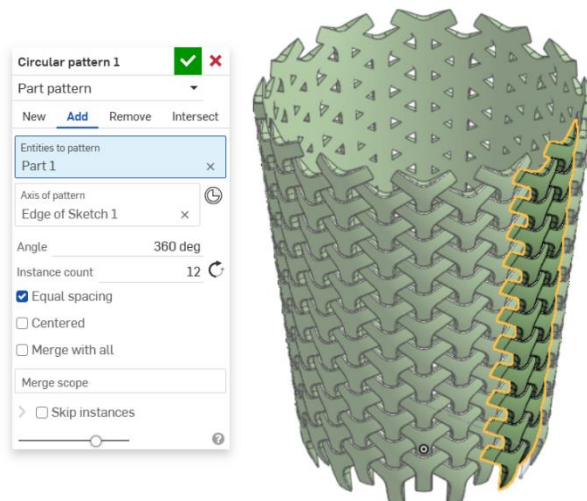 Circular pattern 1
Part pattern
New Add Remove Intersect
Entities to pattern
Part 1
Axis of pattern
Edge of Sketch 1
Angle 360 deg
Instance count 12
Equal spacing
Centered
Merge with all
Merge scope
Skip instances
?